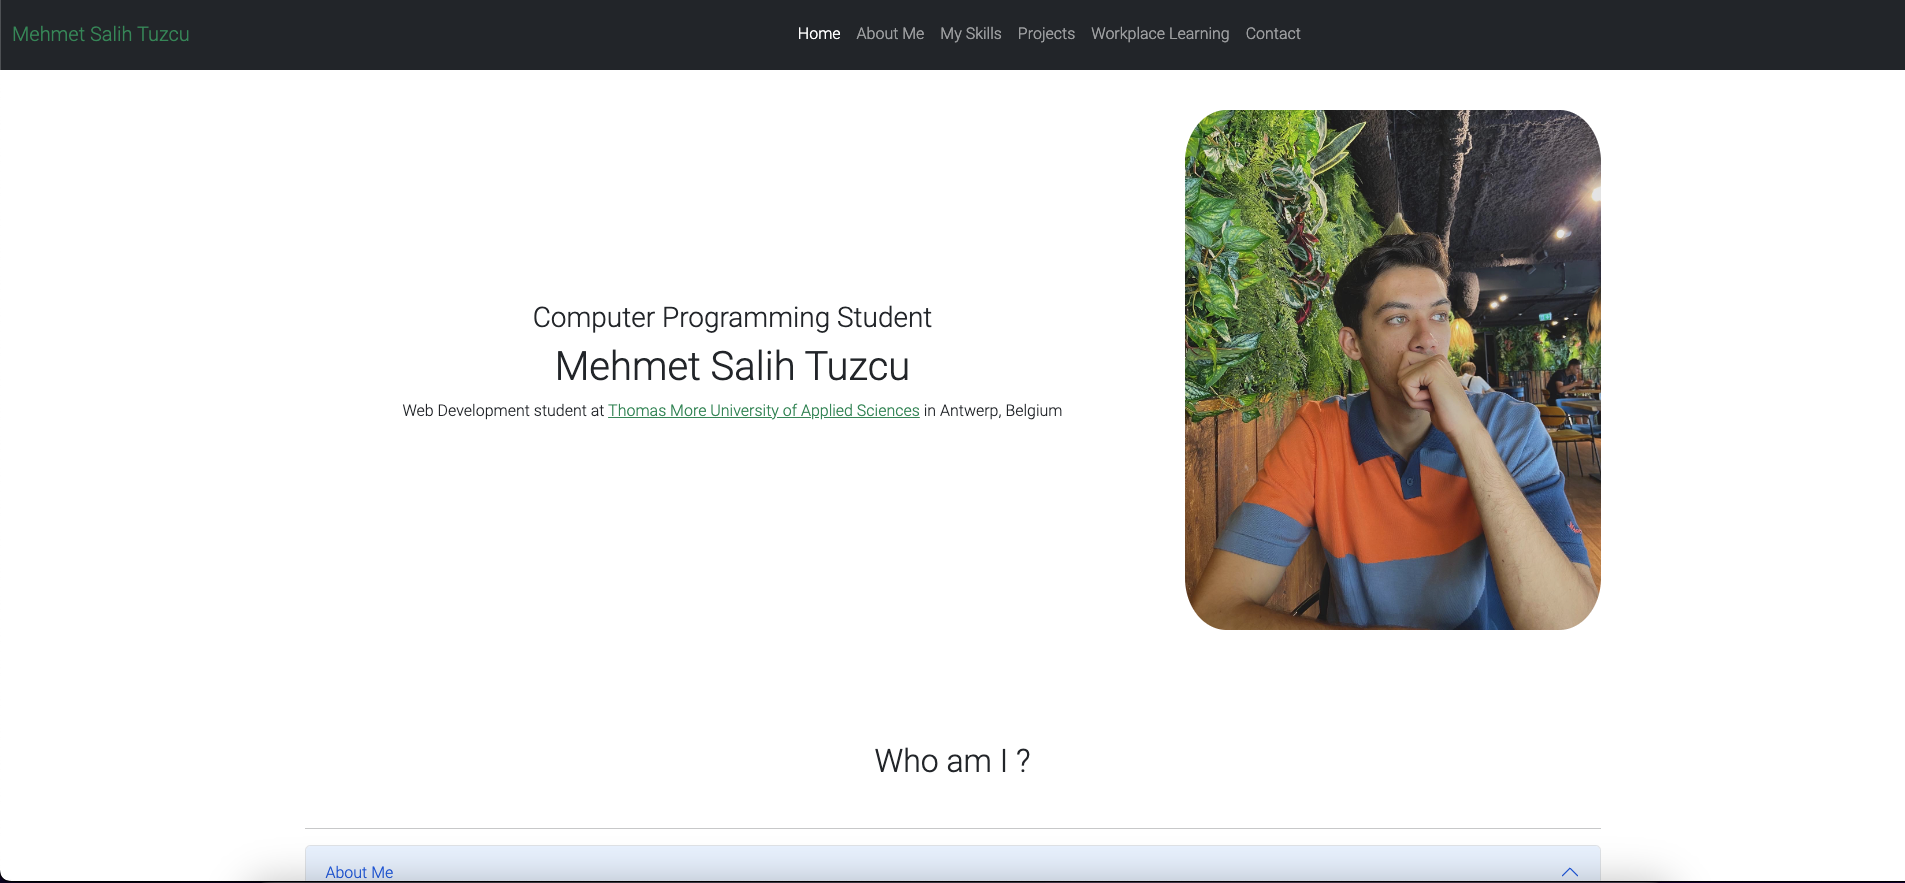 Mehmet Salih Tuzcu
Home About Me My Skills Projects Workplace Learning Contact
Computer Programming Student
Mehmet Salih Tuzcu
Web Development student at Thomas More University of Applied Sciences in Antwerp, Belgium
Who am I ?
About Me